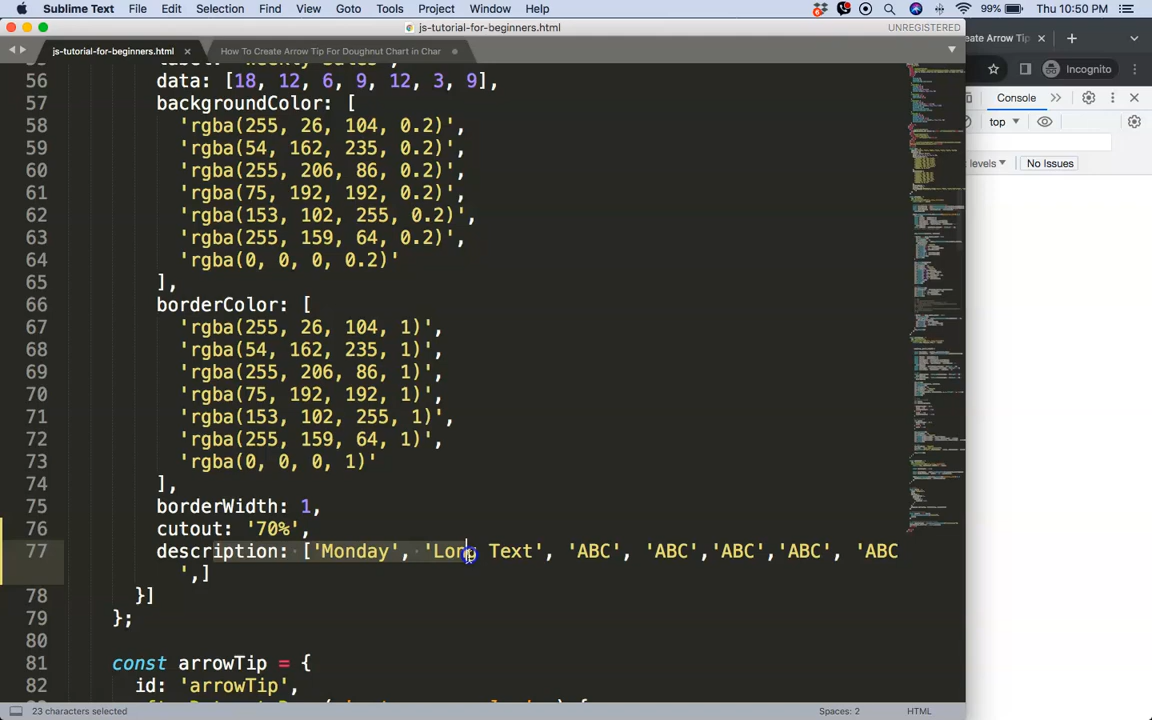 Sublime Text File Edit Selection Find View Goto Tools Project Window Help 99% Thu 10:50 PM
js-tutorial-for-beginners.html UNREGISTERED
js-tutorial-for-beginners.html How To Create Arrow Tip For Doughnut Chart in Char create Arrow Tip
Incognito
Console
top
levels No Issues
56 data: [18, 12, 6, 9, 12, 3, 9],
57 backgroundColor: [
58 'rgba(255, 26, 104, 0.2)',
59 'rgba(54, 162, 235, 0.2)',
60 'rgba(255, 206, 86, 0.2)',
61 'rgba(75, 192, 192, 0.2)',
62 'rgba(153, 102, 255, 0.2)',
63 'rgba(255, 159, 64, 0.2)',
64 'rgba(0, 0, 0, 0.2)'
65 ],
66 borderColor: [
67 'rgba(255, 26, 104, 1)',
68 'rgba(54, 162, 235, 1)',
69 'rgba(255, 206, 86, 1)',
70 'rgba(75, 192, 192, 1)',
71 'rgba(153, 102, 255, 1)',
72 'rgba(255, 159, 64, 1)',
73 'rgba(0, 0, 0, 1)'
74 ],
75 borderWidth: 1,
76 cutout: '70%',
77 description: ['Monday', 'Long Text', 'ABC', 'ABC','ABC','ABC', 'ABC
',]
78 }]
79 };
80
81 const arrowTip = {
82 id: 'arrowTip',
23 characters selected Spaces: 2 HTML